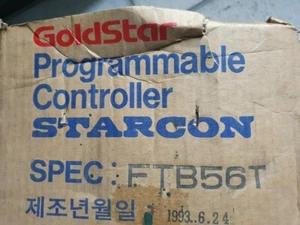 GoldStar
Programmable
Controller
STARCON
SPEC: FTB56T
제조년월일 1993.6.24